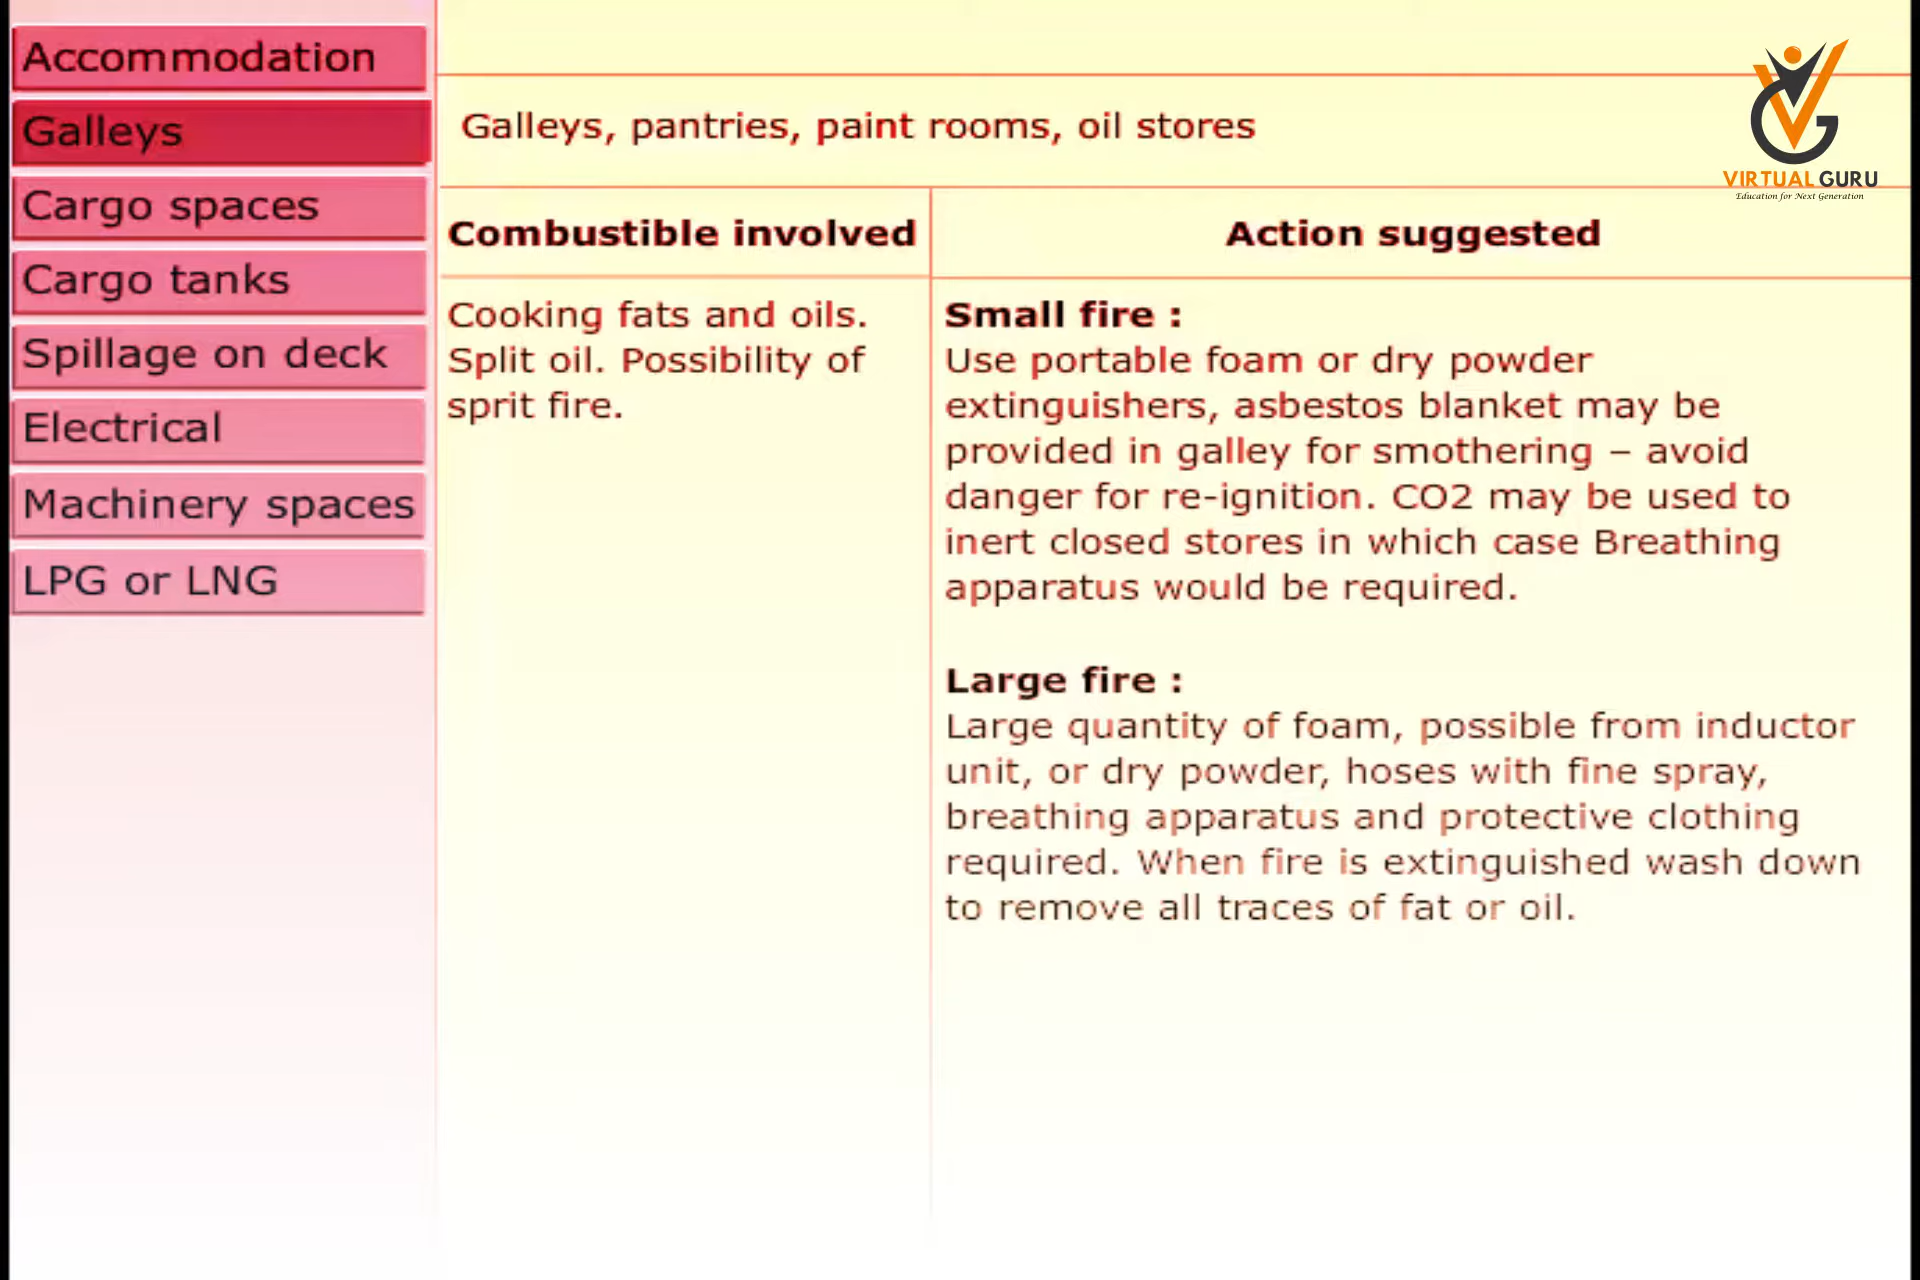 Accommodation
Galleys
Cargo spaces
Cargo tanks
Spillage on deck
Electrical
Machinery spaces
LPG or LNG
Galleys, pantries, paint rooms, oil stores
VIRTUAL GURU
Education for Next Generation
Combustible involved
Cooking fats and oils.
Split oil. Possibility of
sprit fire.
Action suggested
Small fire :
Use portable foam or dry powder
extinguishers, asbestos blanket may be
provided in galley for smothering – avoid
danger for re-ignition. CO2 may be used to
inert closed stores in which case Breathing
apparatus would be required.
Large fire :
Large quantity of foam, possible from inductor
unit, or dry powder, hoses with fine spray,
breathing apparatus and protective clothing
required. When fire is extinguished wash down
to remove all traces of fat or oil.